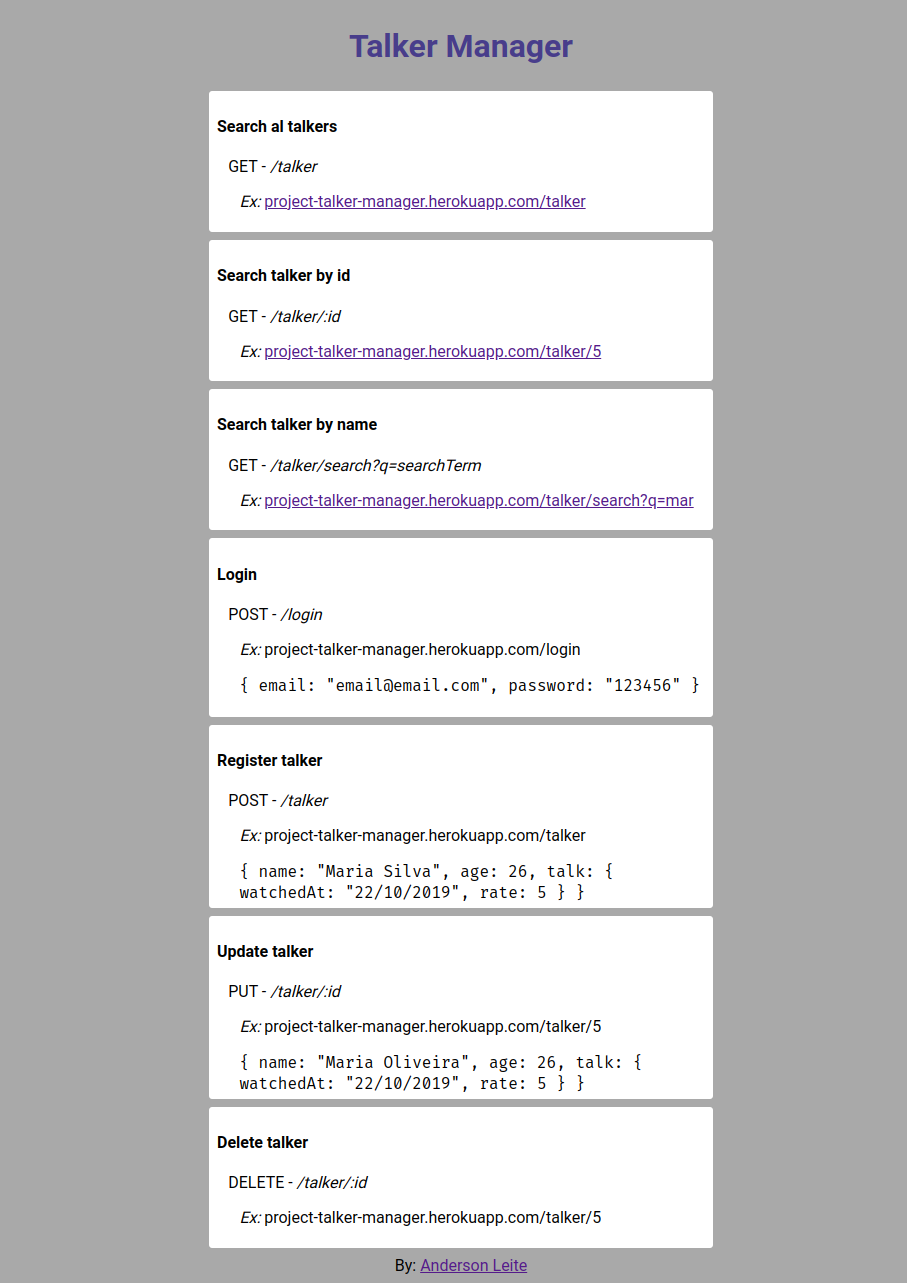 Talker Manager
Search al talkers
GET - /talker
Ex: project-talker-manager.herokuapp.com/talker
Search talker by id
GET - /talker/:id
Ex: project-talker-manager.herokuapp.com/talker/5
Search talker by name
GET - /talker/search?q=searchTerm
Ex: project-talker-manager.herokuapp.com/talker/search?q=mar
Login
POST - /login
Ex: project-talker-manager.herokuapp.com/login
{ email: "email@email.com", password: "123456" }
Register talker
POST - /talker
Ex: project-talker-manager.herokuapp.com/talker
{ name: "Maria Silva", age: 26, talk: {
watchedAt: "22/10/2019", rate: 5 } }
Update talker
PUT - /talker/:id
Ex: project-talker-manager.herokuapp.com/talker/5
{ name: "Maria Oliveira", age: 26, talk: {
watchedAt: "22/10/2019", rate: 5 } }
Delete talker
DELETE - /talker/:id
Ex: project-talker-manager.herokuapp.com/talker/5
By: Anderson Leite